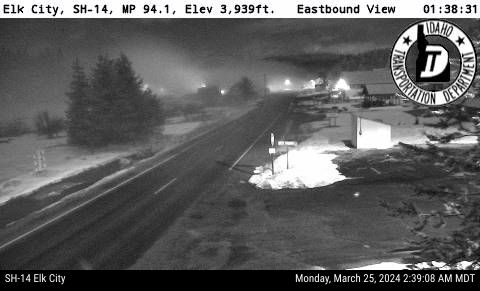 Elk City, SH-14, MP 94.1, Elev 3,939ft. Eastbound View 01:38:31
IDAHO
TRANSPORTATION DEPARTMENT
SH-14 Elk City Monday, March 25, 2024 2:39:08 AM MDT